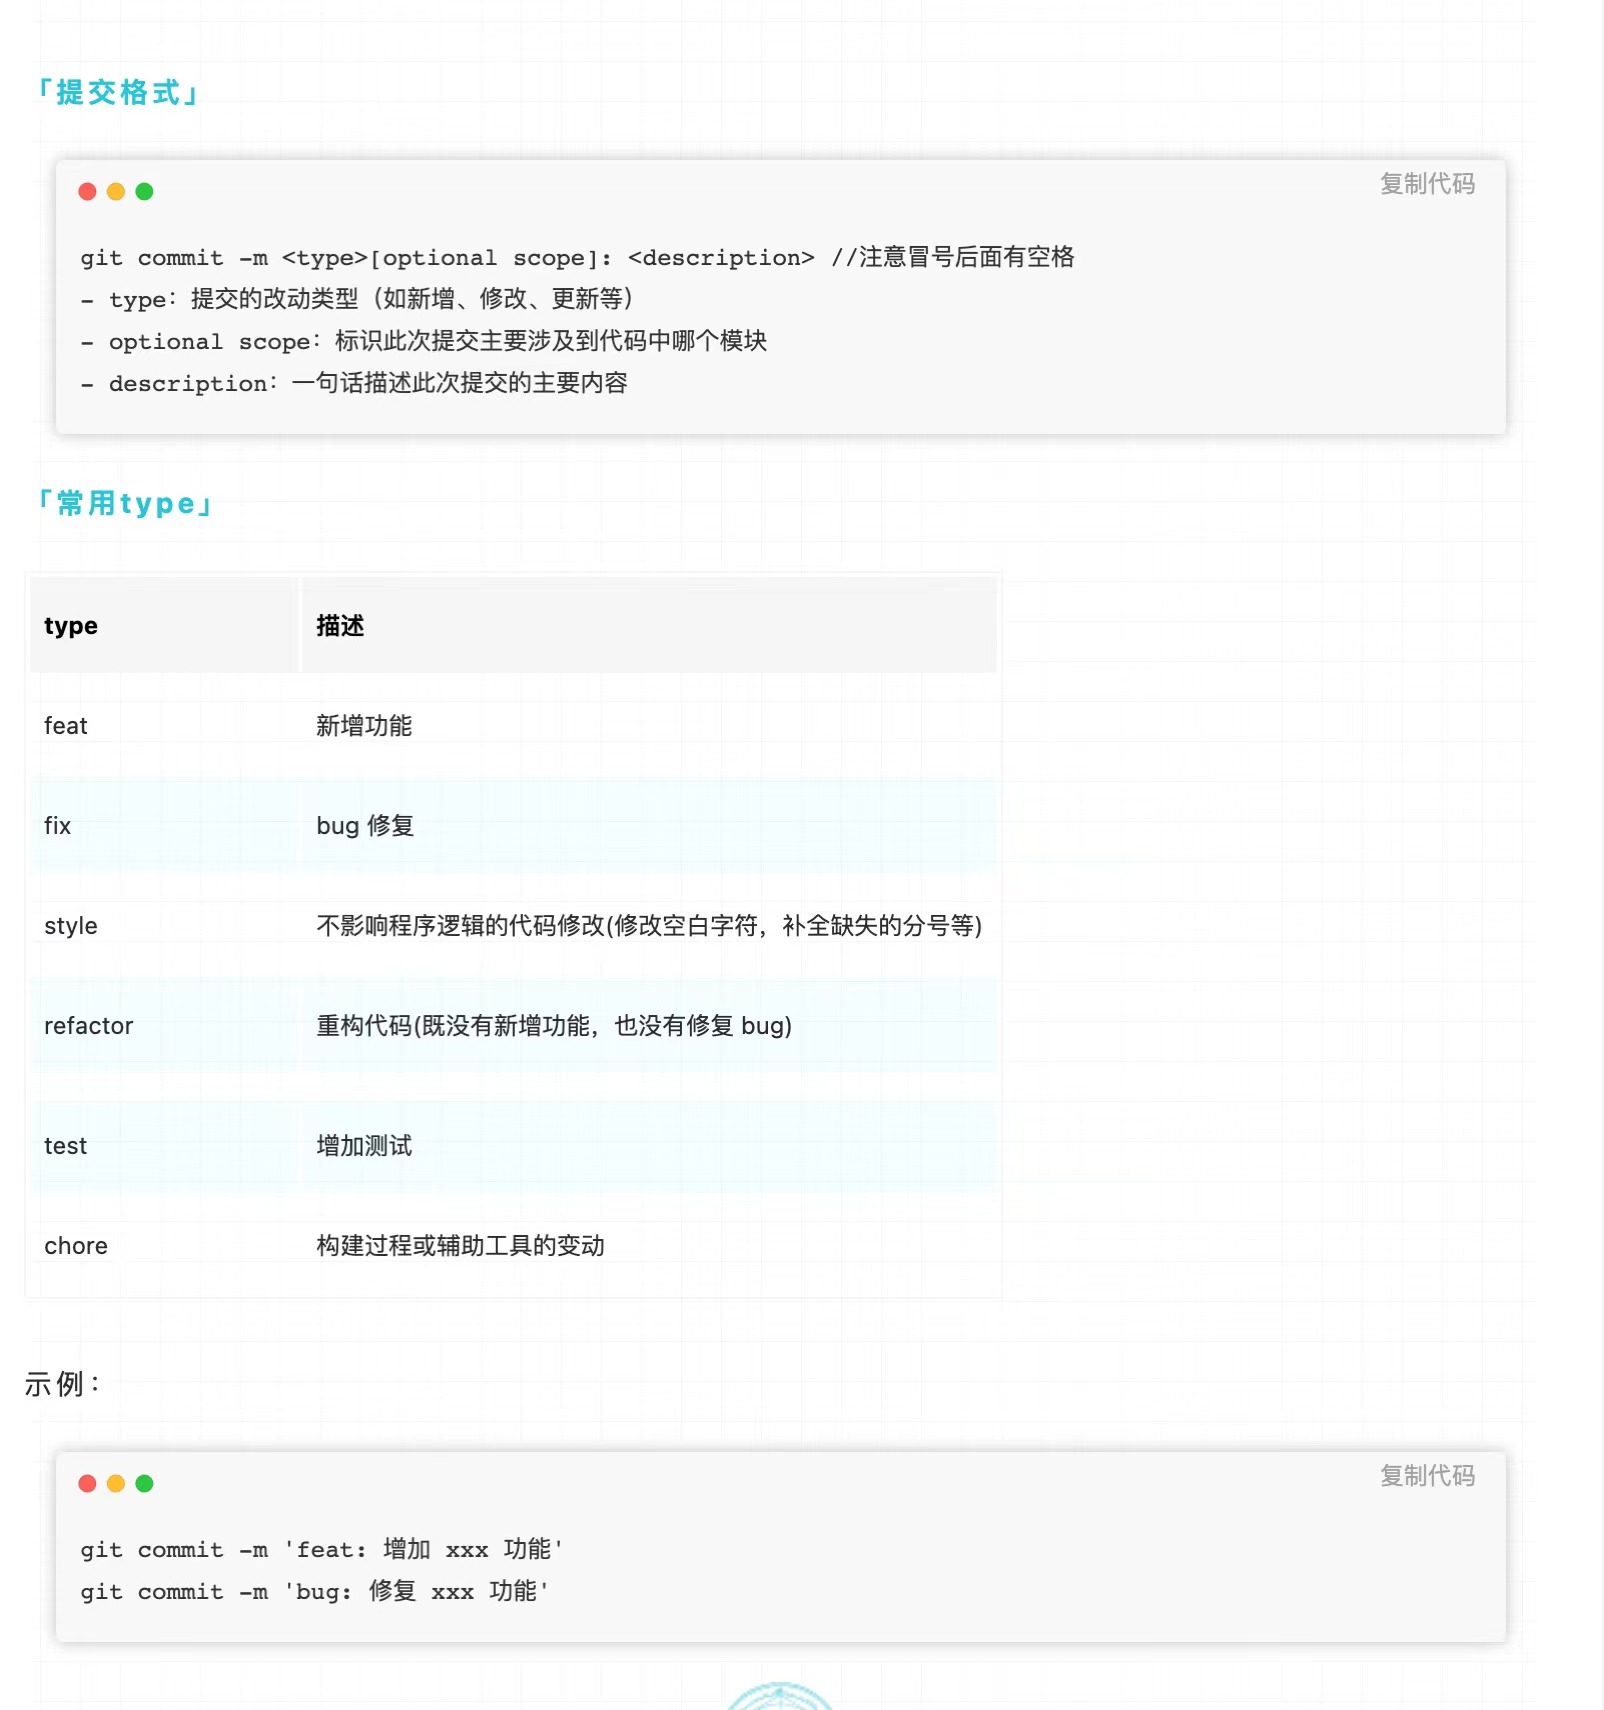 「提交格式」
复制代码
git commit -m <type>[optional scope]: <description> //注意冒号后面有空格
- type：提交的改动类型（如新增、修改、更新等）
- optional scope：标识此次提交主要涉及到代码中哪个模块
- description：一句话描述此次提交的主要内容
「常用type」
type 描述
feat 新增功能
fix bug 修复
style 不影响程序逻辑的代码修改(修改空白字符，补全缺失的分号等)
refactor 重构代码(既没有新增功能，也没有修复 bug)
test 增加测试
chore 构建过程或辅助工具的变动
示例：
复制代码
git commit -m 'feat: 增加 xxx 功能'
git commit -m 'bug: 修复 xxx 功能'